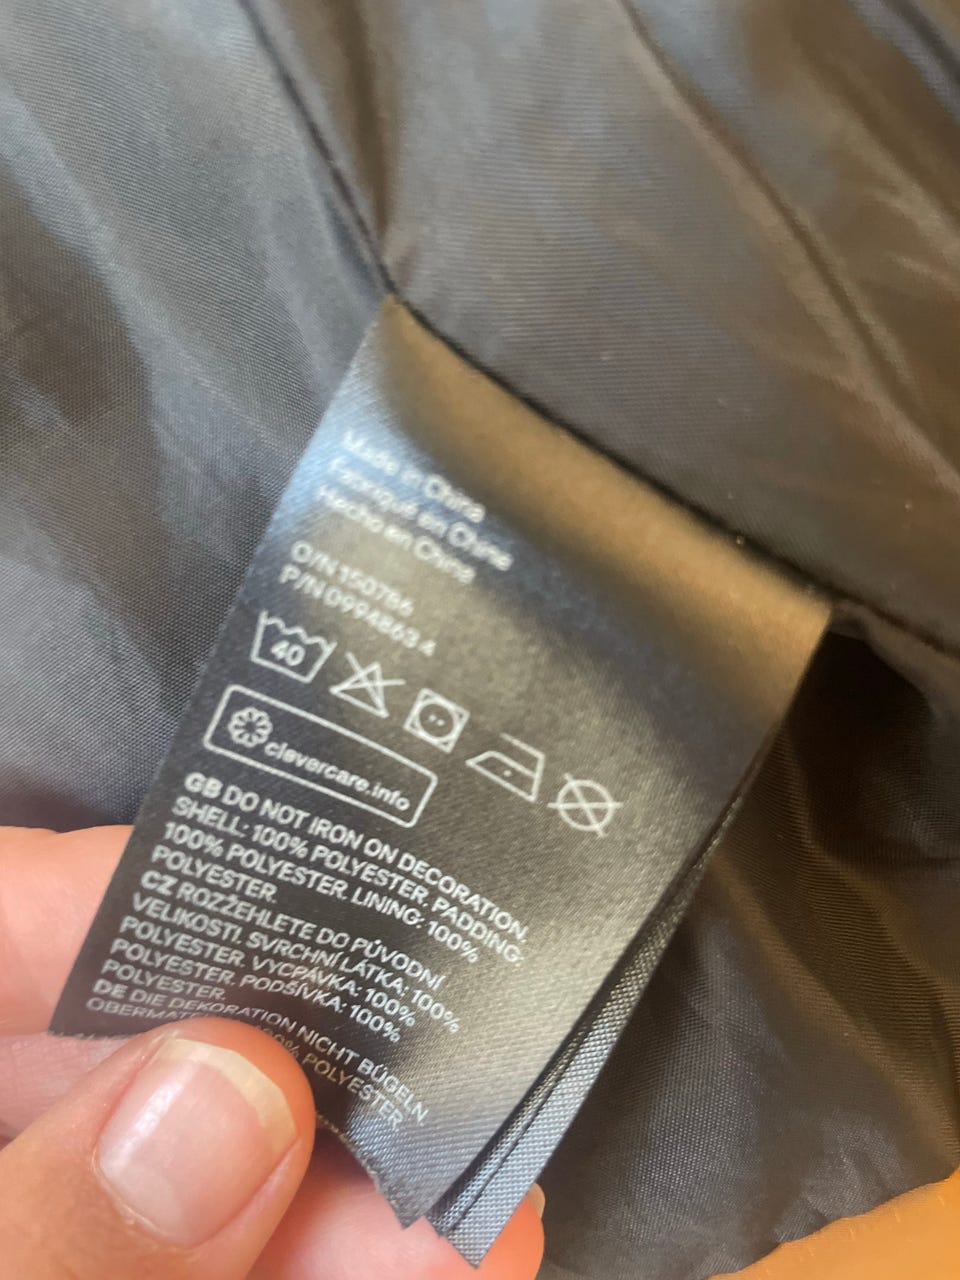 Made in China
Fabriqué en Chine
Hecho en China
O/N 150786
P/N 0994863 4
40
clevercare.info
GB DO NOT IRON ON DECORATION.
SHELL: 100% POLYESTER. PADDING:
100% POLYESTER. LINING: 100%
POLYESTER.
CZ ROZŽEHLETE DO PŮVODNÍ
VELIKOSTI. SVRCHNÍ LÁTKA: 100%
POLYESTER. VYCPÁVKA: 100%
POLYESTER. PODŠÍVKA: 100%
POLYESTER.
DE DIE DEKORATION NICHT BÜGELN.
POLYESTER.